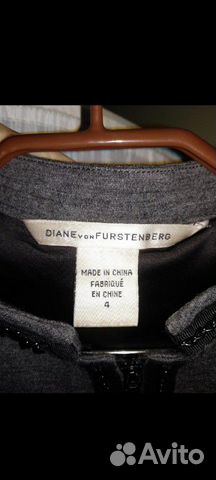 DIANE VON FURSTENBERG
MADE IN CHINA
FABRIQUÉ
EN CHINE
4
Avito